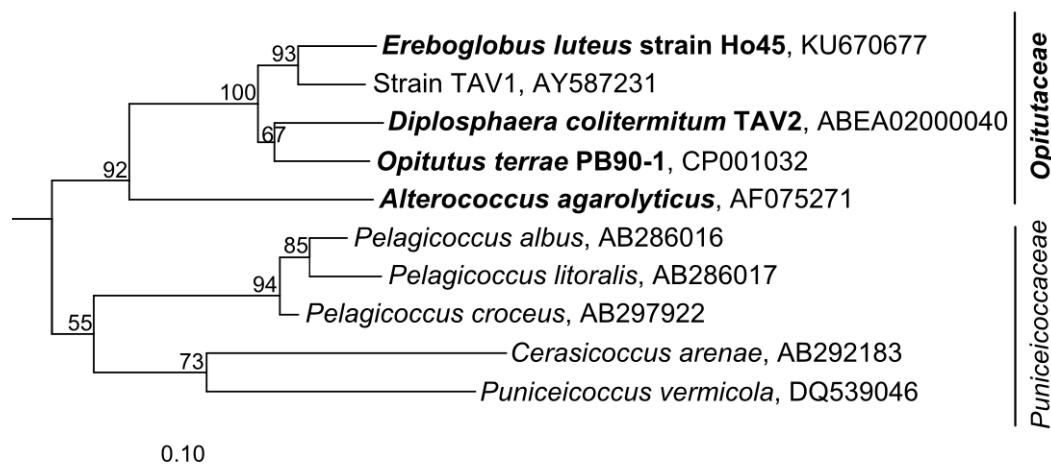 93
Ereboglobus luteus strain Ho45, KU670677
Strain TAV1, AY587231
100
Diplosphaera colitermitum TAV2, ABEA02000040
67
Opitutus terrae PB90-1, CP001032
92
Alterococcus agarolyticus, AF075271
Opitutaceae
Pelagicoccus albus, AB286016
85
Pelagicoccus litoralis, AB286017
94
Pelagicoccus croceus, AB297922
55
Cerasicoccus arenae, AB292183
73
Puniceicoccus vermicola, DQ539046
Puniceicoccaceae
0.10